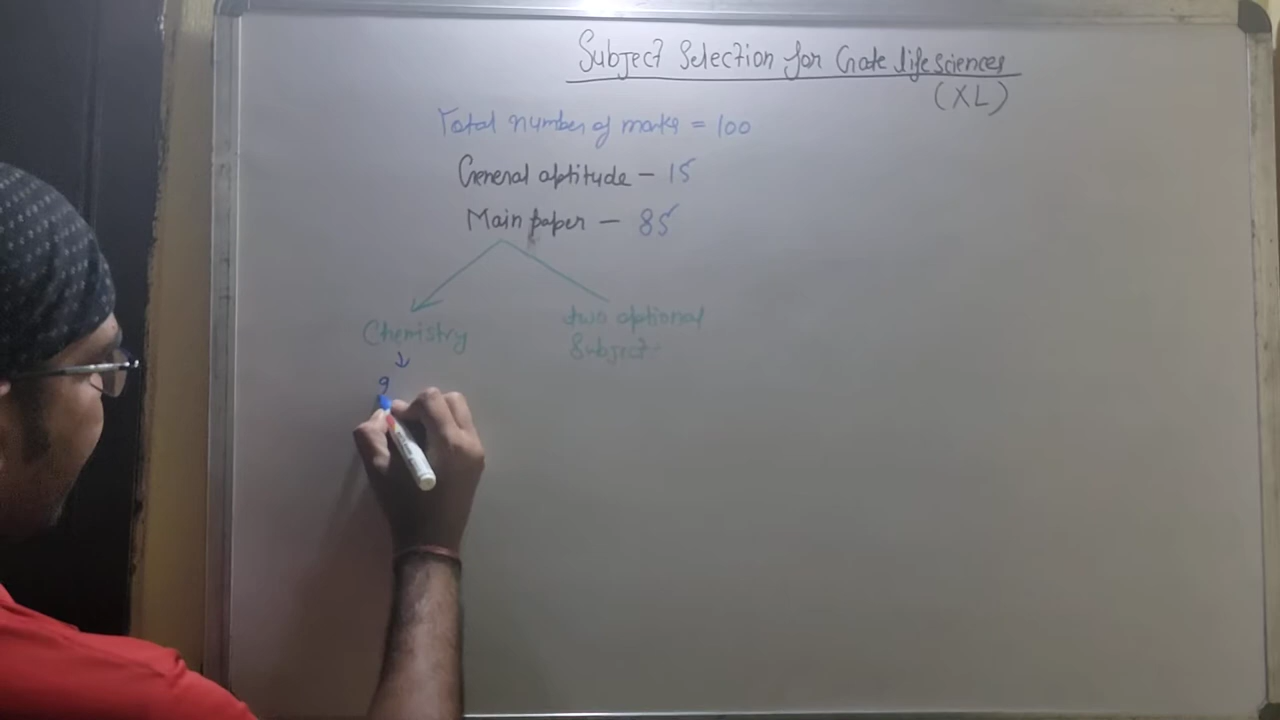 Subject Selection for Gate life sciences
(XL)
Total number of marks = 100
General aptitude - 15
Main paper - 85
Chemistry
two optional
Subject
9